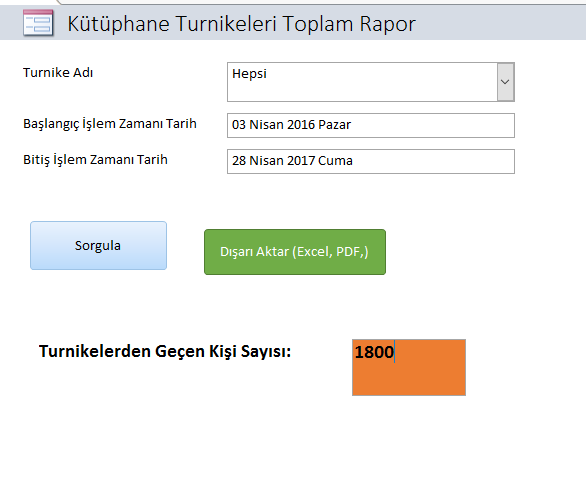 Kütüphane Turnikeleri Toplam Rapor
Turnike Adı
Hepsi
Başlangıç İşlem Zamanı Tarih
03 Nisan 2016 Pazar
Bitiş İşlem Zamanı Tarih
28 Nisan 2017 Cuma
Sorgula
Dışarı Aktar (Excel, PDF,)
Turnikelerden Geçen Kişi Sayısı:
1800